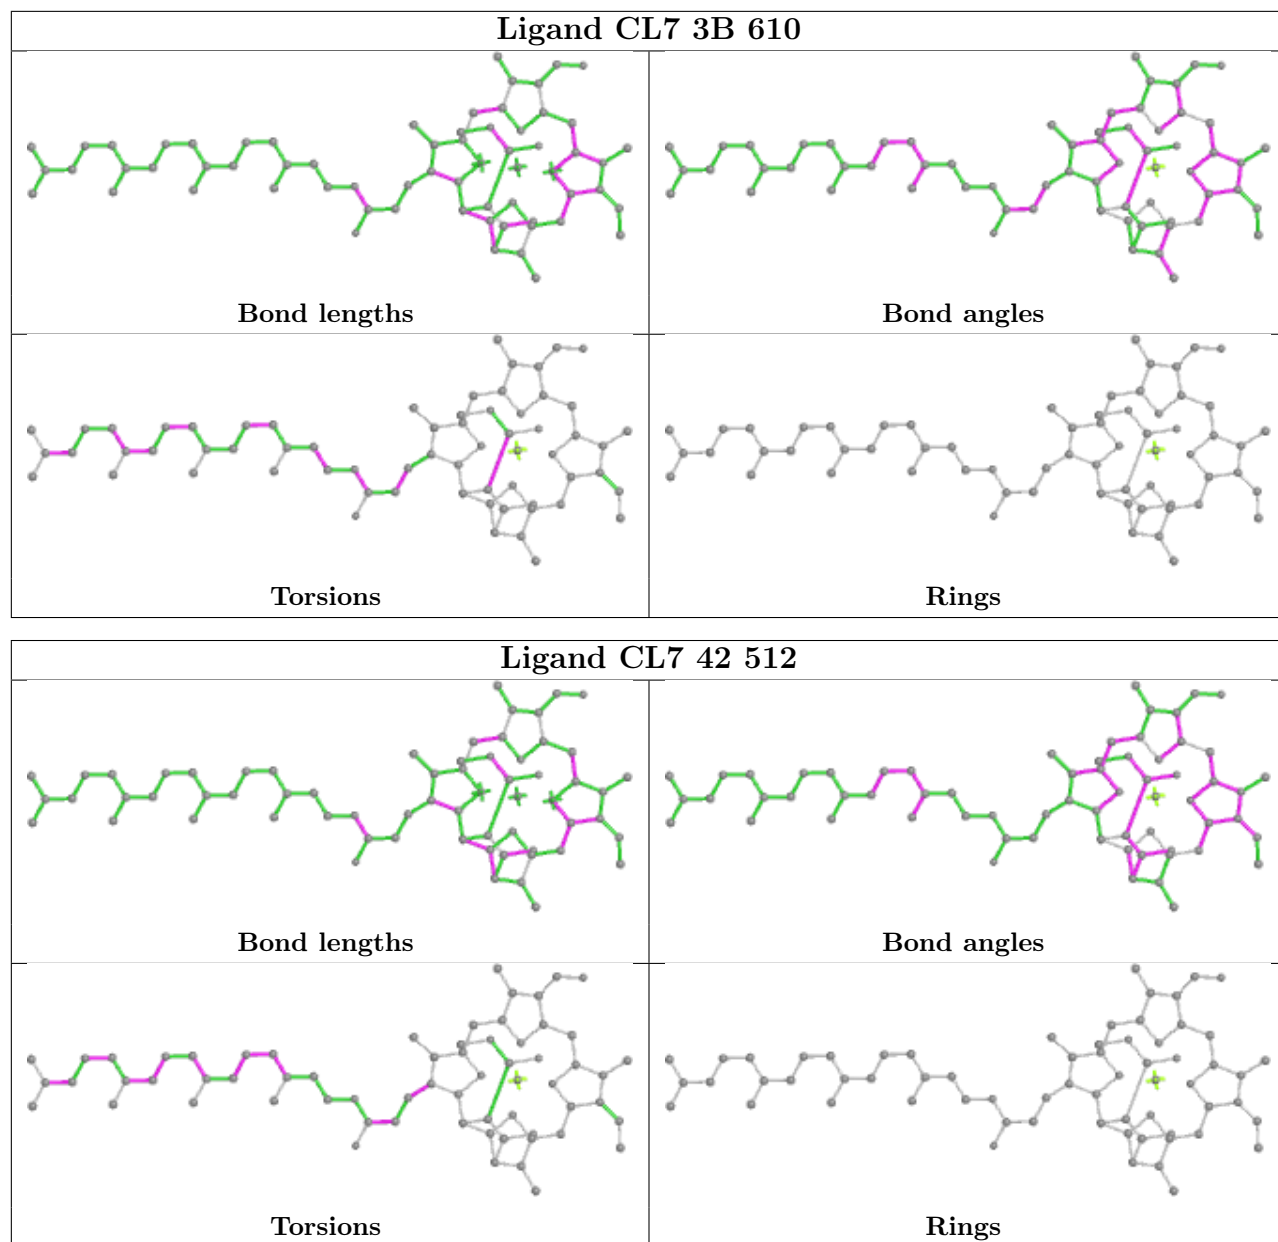 Ligand CL7 3B 610
Bond lengths
Bond angles
Torsions
Rings
Ligand CL7 42 512
Bond lengths
Bond angles
Torsions
Rings